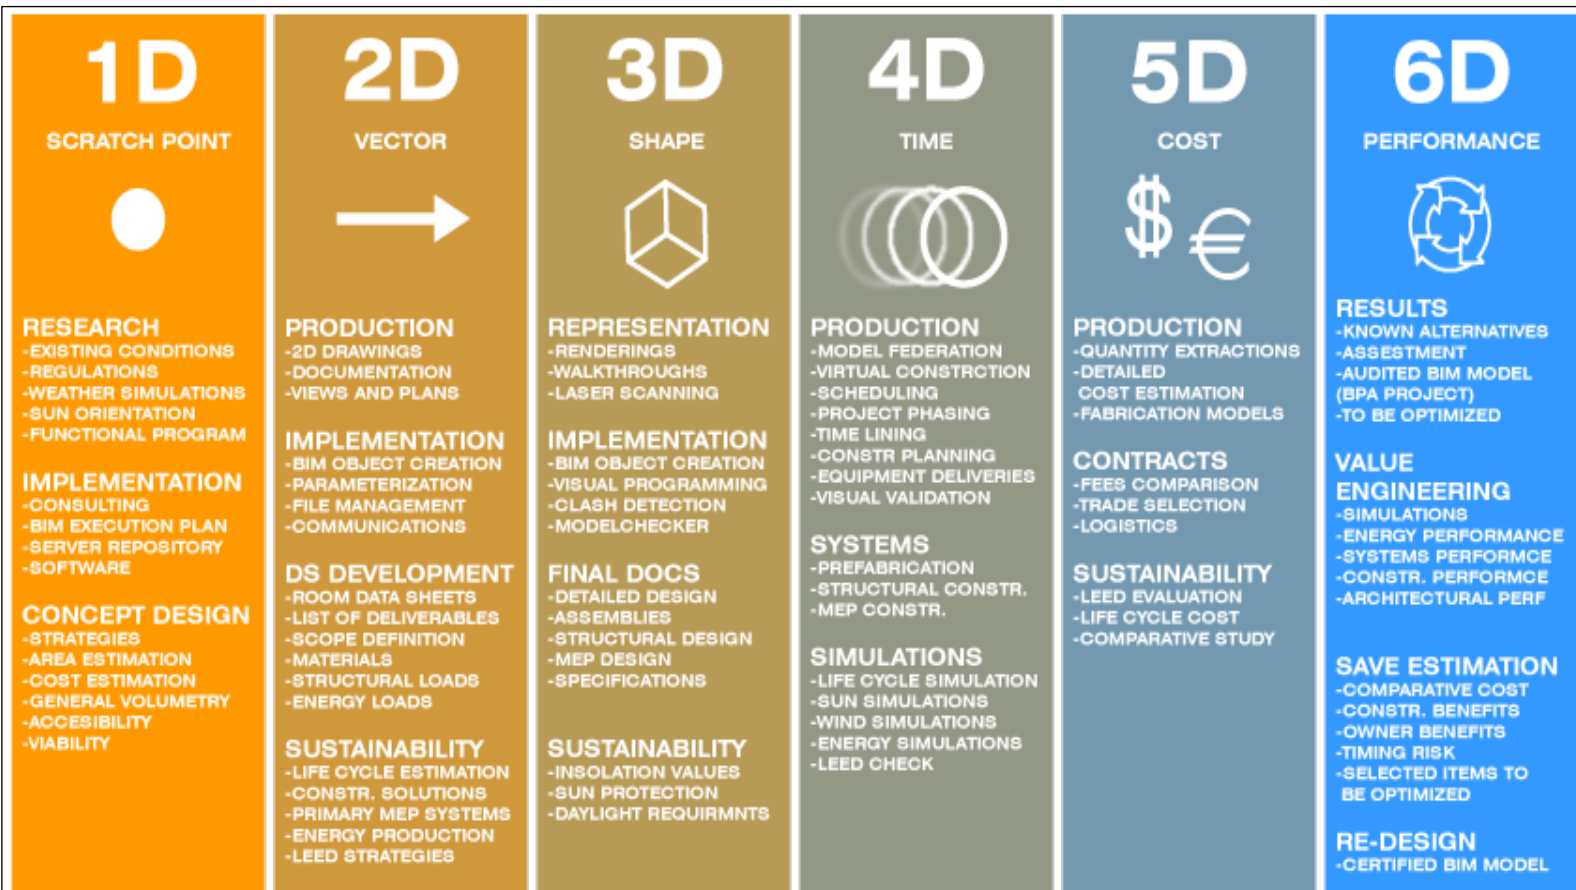 1D
SCRATCH POINT
RESEARCH
-EXISTING CONDITIONS
-REGULATIONS
-WEATHER SIMULATIONS
-SUN ORIENTATION
-FUNCTIONAL PROGRAM
IMPLEMENTATION
-CONSULTING
-BIM EXECUTION PLAN
-SERVER REPOSITORY
-SOFTWARE
CONCEPT DESIGN
-STRATEGIES
-AREA ESTIMATION
-COST ESTIMATION
-GENERAL VOLUMETRY
-ACCESIBILITY
-VIABILITY
2D
VECTOR
PRODUCTION
-2D DRAWINGS
-DOCUMENTATION
-VIEWS AND PLANS
IMPLEMENTATION
-BIM OBJECT CREATION
-PARAMETERIZATION
-FILE MANAGEMENT
-COMMUNICATIONS
DS DEVELOPMENT
-ROOM DATA SHEETS
-LIST OF DELIVERABLES
-SCOPE DEFINITION
-MATERIALS
-STRUCTURAL LOADS
-ENERGY LOADS
SUSTAINABILITY
-LIFE CYCLE ESTIMATION
-CONSTR. SOLUTIONS
-PRIMARY MEP SYSTEMS
-ENERGY PRODUCTION
-LEED STRATEGIES
3D
SHAPE
REPRESENTATION
-RENDERINGS
-WALKTHROUGHS
-LASER SCANNING
IMPLEMENTATION
-BIM OBJECT CREATION
-VISUAL PROGRAMMING
-CLASH DETECTION
-MODELCHECKER
FINAL DOCS
-DETAILED DESIGN
-ASSEMBLIES
-STRUCTURAL DESIGN
-MEP DESIGN
-SPECIFICATIONS
SUSTAINABILITY
-INSOLATION VALUES
-SUN PROTECTION
-DAYLIGHT REQUIRMNTS
4D
TIME
PRODUCTION
-MODEL FEDERATION
-VIRTUAL CONSTRCTION
-SCHEDULING
-PROJECT PHASING
-TIME LINING
-CONSTR PLANNING
-EQUIPMENT DELIVERIES
-VISUAL VALIDATION
SYSTEMS
-PREFABRICATION
-STRUCTURAL CONSTR.
-MEP CONSTR.
SIMULATIONS
-LIFE CYCLE SIMULATION
-SUN SIMULATIONS
-WIND SIMULATIONS
-ENERGY SIMULATIONS
-LEED CHECK
5D
COST
$ €
PRODUCTION
-QUANTITY EXTRACTIONS
-DETAILED
COST ESTIMATION
-FABRICATION MODELS
CONTRACTS
-FEES COMPARISON
-TRADE SELECTION
-LOGISTICS
SUSTAINABILITY
-LEED EVALUATION
-LIFE CYCLE COST
-COMPARATIVE STUDY
6D
PERFORMANCE
RESULTS
-KNOWN ALTERNATIVES
-ASSESTMENT
-AUDITED BIM MODEL
(BPA PROJECT)
-TO BE OPTIMIZED
VALUE
ENGINEERING
-SIMULATIONS
-ENERGY PERFORMANCE
-SYSTEMS PERFORMCE
-CONSTR. PERFORMCE
-ARCHITECTURAL PERF
SAVE ESTIMATION
-COMPARATIVE COST
-CONSTR. BENEFITS
-OWNER BENEFITS
-TIMING RISK
-SELECTED ITEMS TO
BE OPTIMIZED
RE-DESIGN
-CERTIFIED BIM MODEL